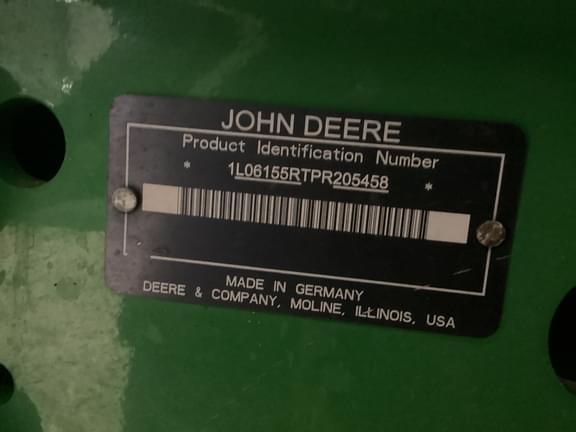 JOHN DEERE
Product Identification Number
* 1L06155RTPR205458 *
MADE IN GERMANY
DEERE & COMPANY, MOLINE, ILLINOIS, USA